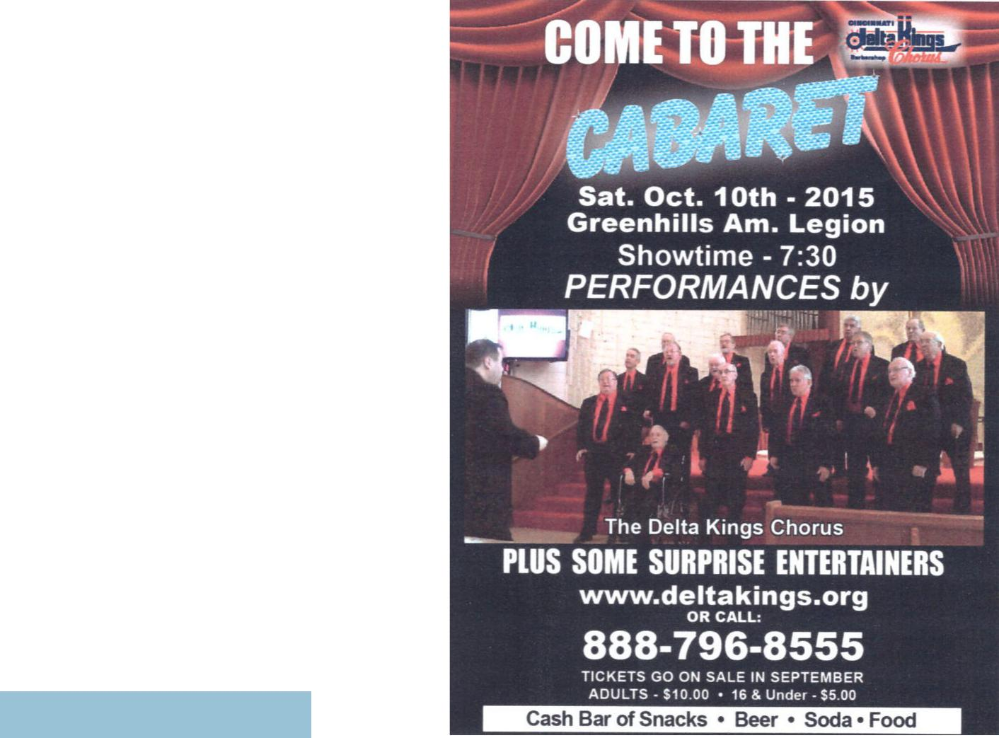 COME TO THE
CINCINNATI
Delta Kings
Barbershop Chorus
CABARET
Sat. Oct. 10th - 2015
Greenhills Am. Legion
Showtime - 7:30
PERFORMANCES by
The Delta Kings Chorus
PLUS SOME SURPRISE ENTERTAINERS
www.deltakings.org
OR CALL:
888-796-8555
TICKETS GO ON SALE IN SEPTEMBER
ADULTS - $10.00 • 16 & Under - $5.00
Cash Bar of Snacks • Beer • Soda • Food